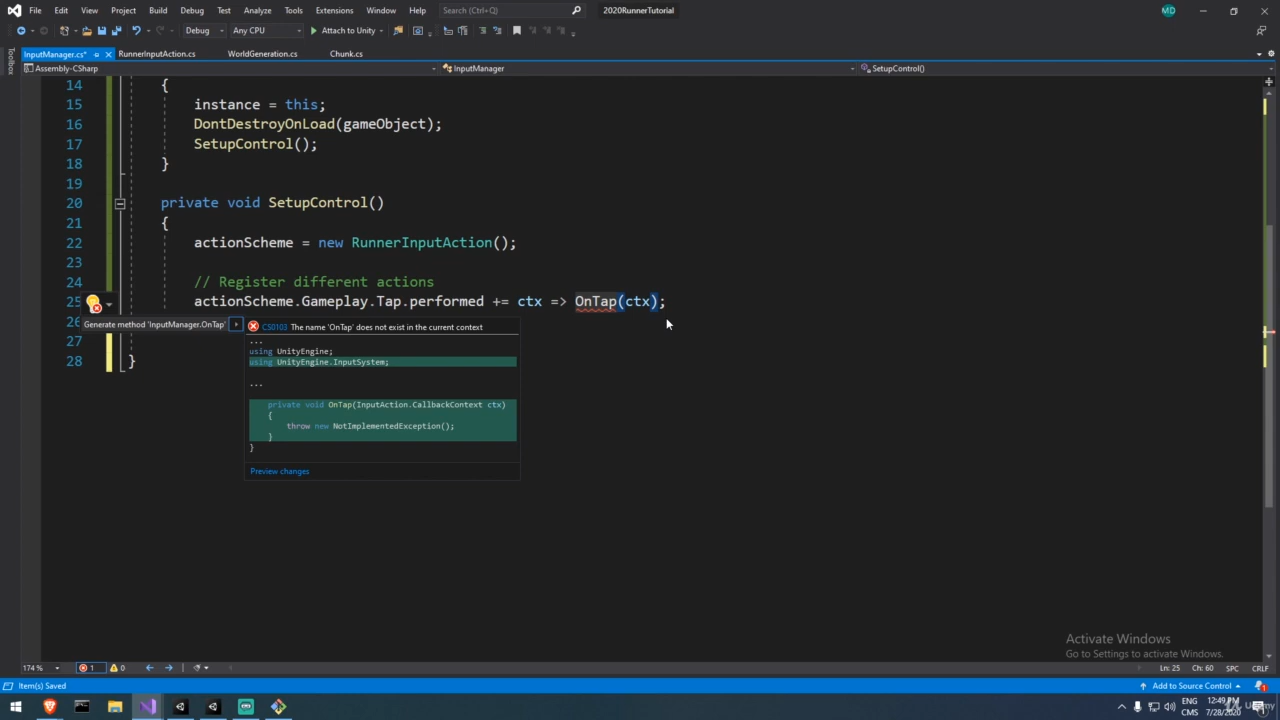 File Edit View Project Build Debug Test Analyze Tools Extensions Window Help Search (Ctrl+Q) 2020RunnerTutorial MD
Debug Any CPU Attach to Unity
InputManager.cs* RunnerInputAction.cs WorldGeneration.cs Chunk.cs
Toolbox
Assembly-CSharp InputManager SetupControl()
14 {
15 instance = this;
16 DontDestroyOnLoad(gameObject);
17 SetupControl();
18 }
19
20 private void SetupControl()
21 {
22 actionScheme = new RunnerInputAction();
23
24 // Register different actions
25 actionScheme.Gameplay.Tap.performed += ctx => OnTap(ctx);
Generate method 'InputManager.OnTap' CS0103 The name 'OnTap' does not exist in the current context
27
28 }
...
using UnityEngine;
using UnityEngine.InputSystem;
...
private void OnTap(InputAction.CallbackContext ctx)
{
throw new NotImplementedException();
}
}
Preview changes
Activate Windows
Go to Settings to activate Windows.
174 % 1 0 Ln: 25 Ch: 60 SPC CRLF
Item(s) Saved Add to Source Control 1
ENG 12:49 PM
CMS 7/28/2020
Udemy